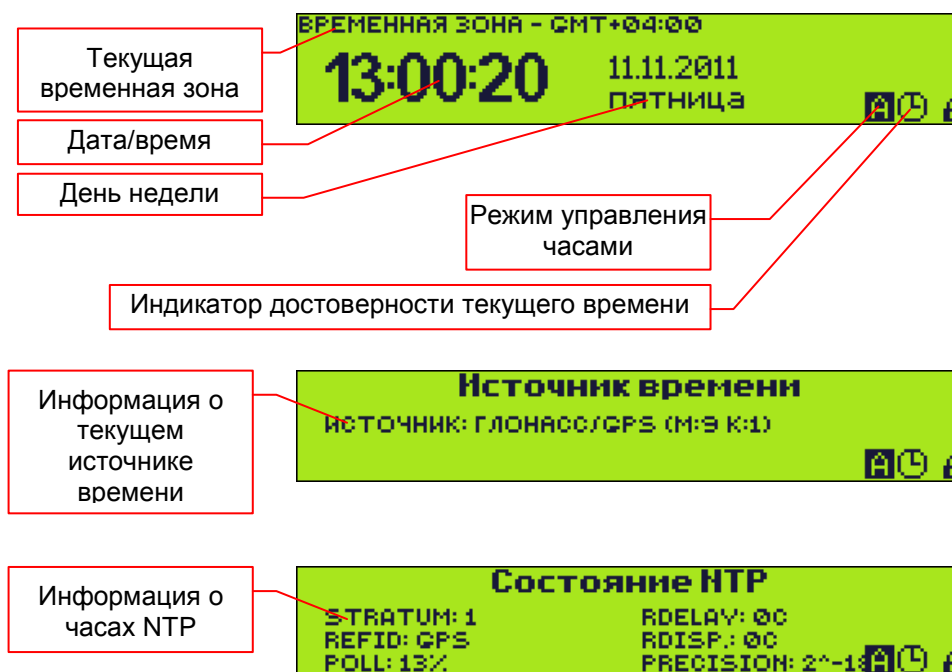 ВРЕМЕННАЯ ЗОНА - GMT+04:00
Текущая
временная зона
13:00:20
11.11.2011
пятница
A
Дата/время
День недели
Режим управления
часами
Индикатор достоверности текущего времени
Источник времени
Информация о
текущем
источнике
времени
ИСТОЧНИК: ГЛОНАСС/GPS (М:9 К:1)
A
Состояние NTP
Информация о
часах NTP
STRATUM: 1
RDELAY: 0С
REFID: GPS
RDISP.: 0С
POLL: 13%
PRECISION: 2^-18
A